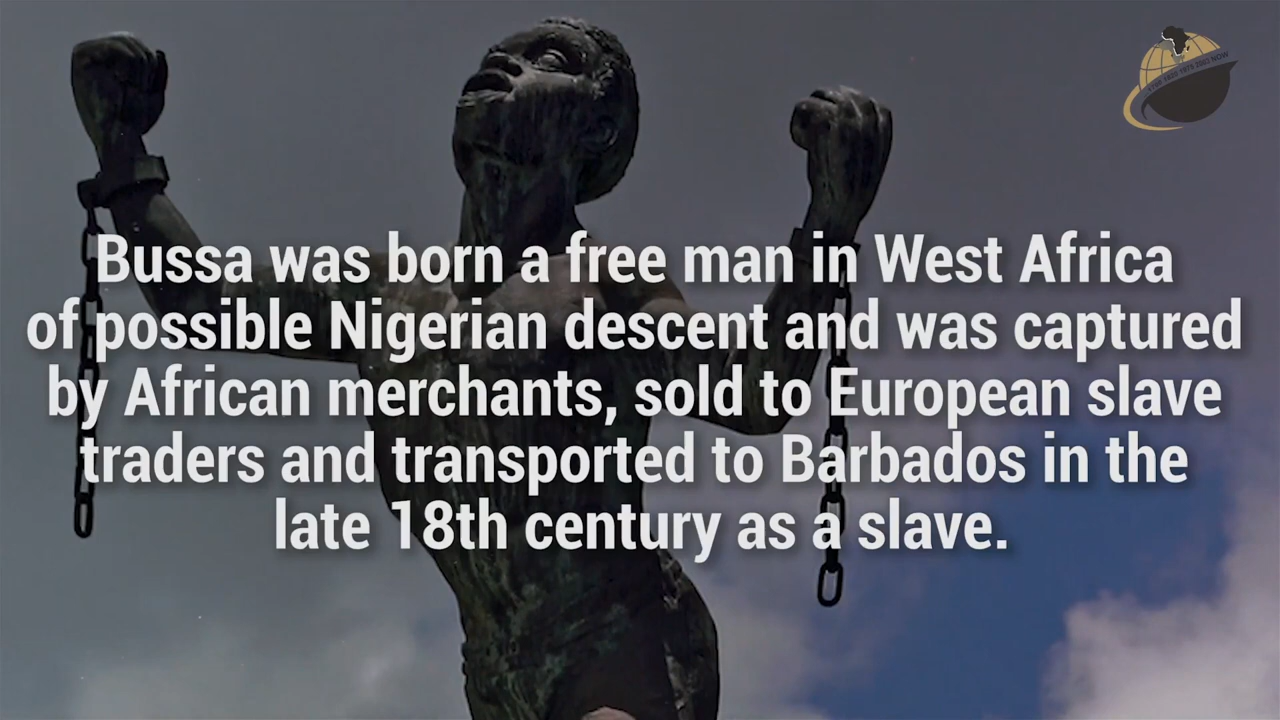 Bussa was born a free man in West Africa
of possible Nigerian descent and was captured
by African merchants, sold to European slave
traders and transported to Barbados in the
late 18th century as a slave.